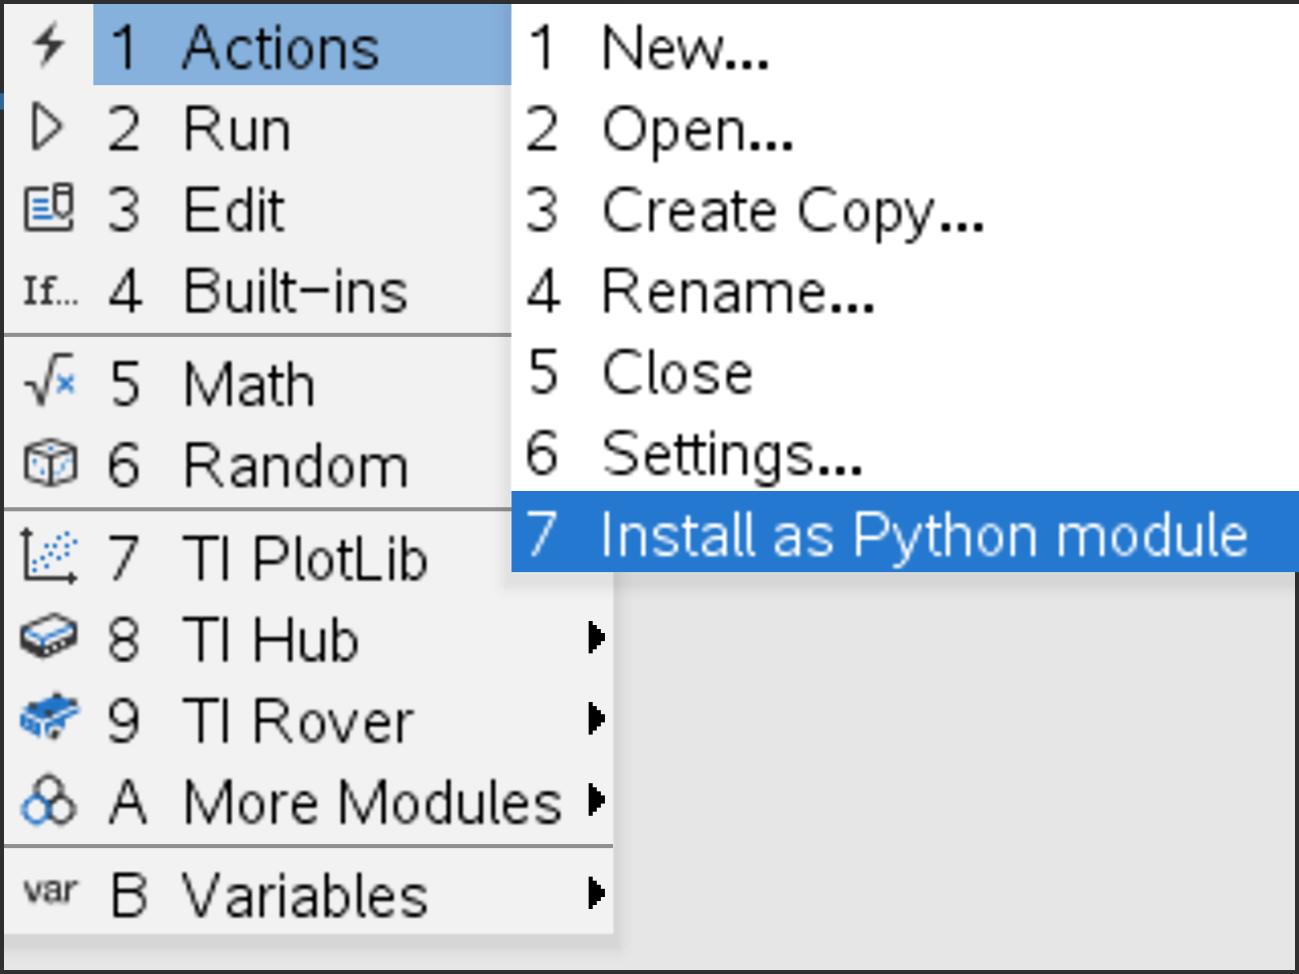 1 Actions
2 Run
3 Edit
If... 4 Built-ins
5 Math
6 Random
7 TI PlotLib
8 TI Hub
9 TI Rover
A More Modules
var B Variables
1 New...
2 Open...
3 Create Copy...
4 Rename...
5 Close
6 Settings...
7 Install as Python module